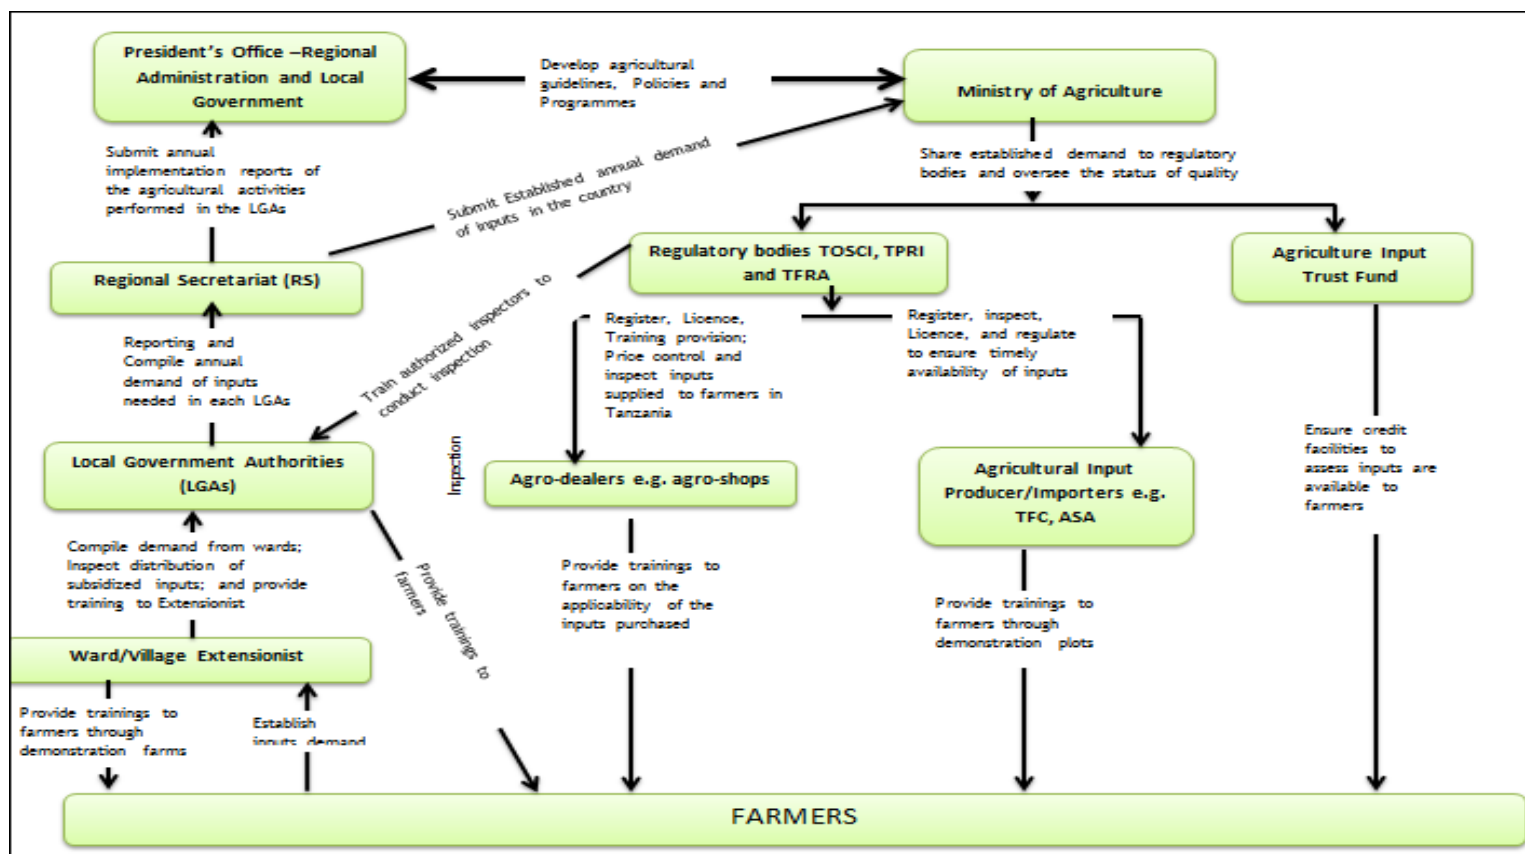 President's Office –Regional
Administration and Local
Government
Develop agricultural
guidelines, Policies and
Programmes
Ministry of Agriculture
Submit annual
implementation reports of
the agricultural activities
performed in the LGAs
Submit Established annual demand
of inputs in the country
Share established demand to regulatory
bodies and oversee the status of quality
Regional Secretariat (RS)
Regulatory bodies TOSCI, TPRI
and TFRA
Agriculture Input
Trust Fund
Reporting and
Compile annual
demand of inputs
needed in each LGAs
Train authorized inspectors to
conduct inspection
Register, Licence,
Training provision;
Price control and
inspect inputs
supplied to farmers in
Tanzania
Register, inspect,
Licence, and regulate
to ensure timely
availability of inputs
Local Government Authorities
(LGAs)
Inspection
Agro-dealers e.g. agro-shops
Agricultural Input
Producer/Importers e.g.
TFC, ASA
Ensure credit
facilities to
assess inputs are
available to
farmers
Compile demand from wards;
Inspect distribution of
subsidized inputs; and provide
training to Extensionist
Provide trainings to
farmers
Provide trainings to
farmers on the
applicability of the
inputs purchased
Provide trainings to
farmers through
demonstration plots
Ward/Village Extensionist
Provide trainings to
farmers through
demonstration farms
Establish
inputs demand
FARMERS